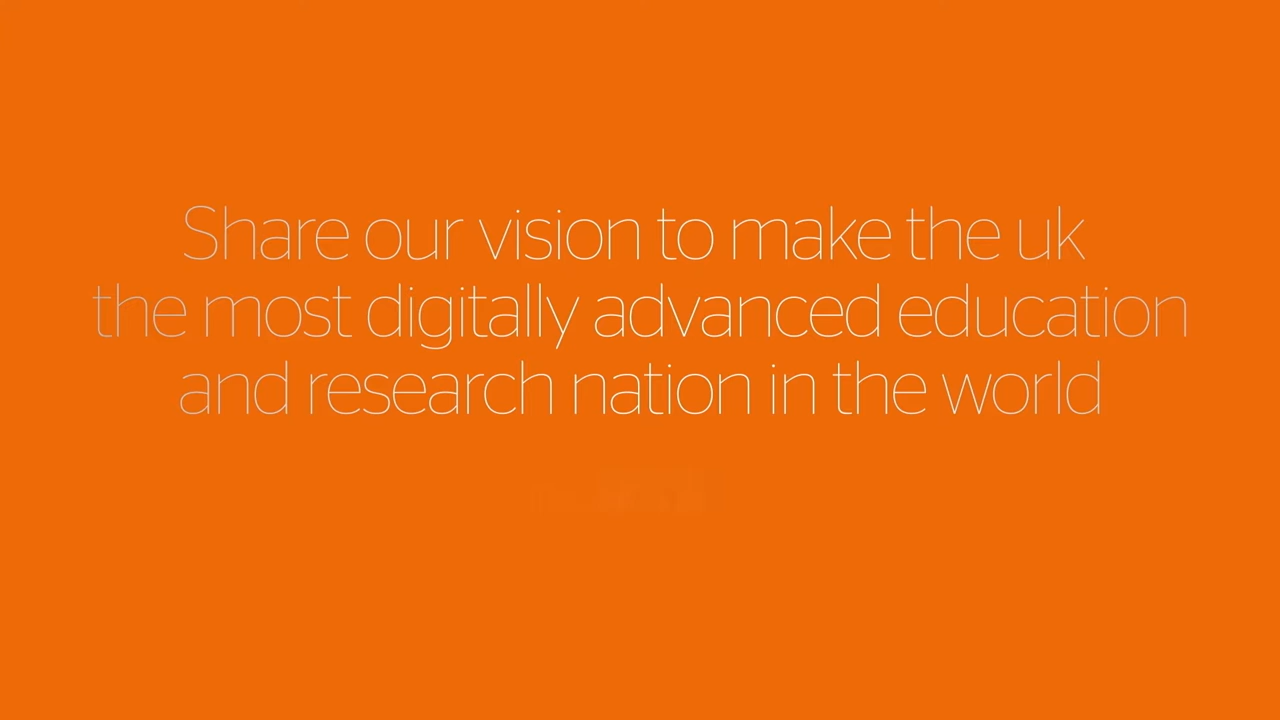 Share our vision to make the uk
the most digitally advanced education
and research nation in the world